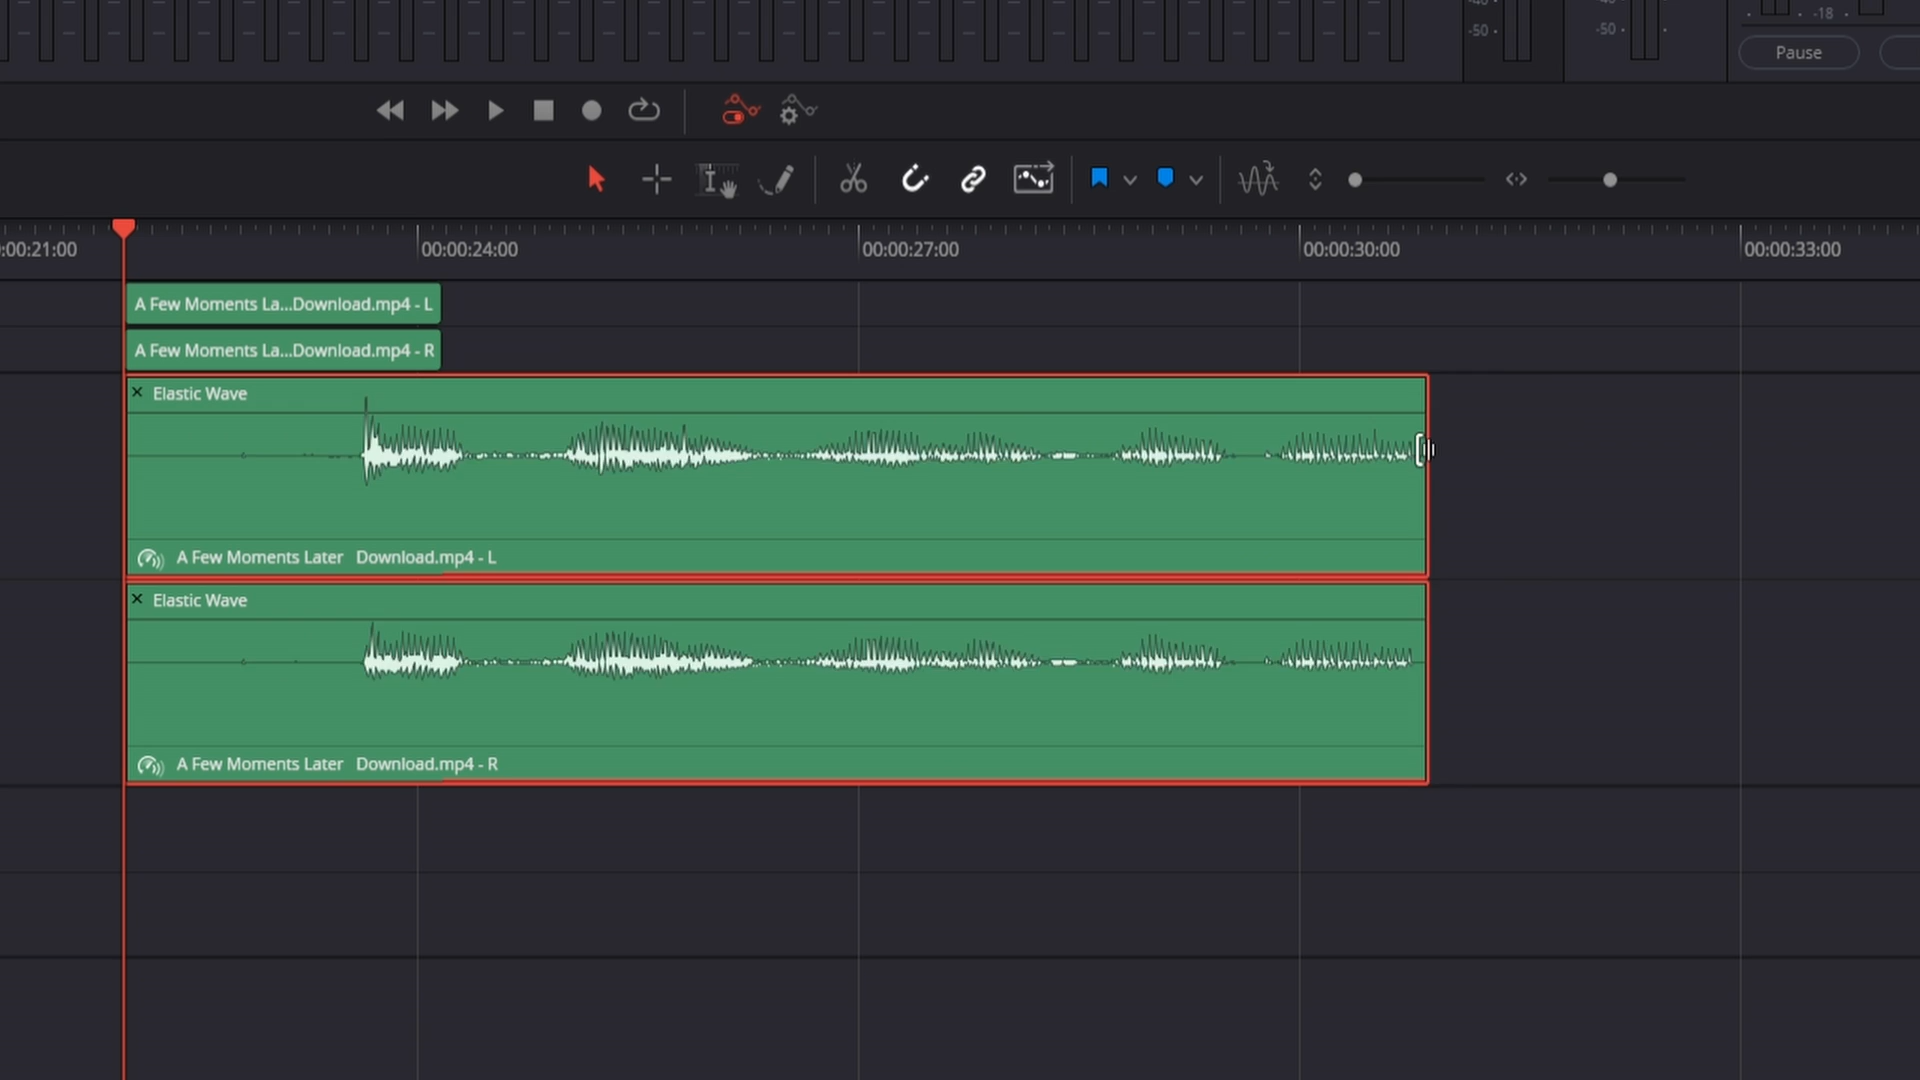 -50
-50
-18
Pause
:00:21:00
00:00:24:00
00:00:27:00
00:00:30:00
00:00:33:00
A Few Moments La...Download.mp4 - L
A Few Moments La...Download.mp4 - R
Elastic Wave
A Few Moments Later Download.mp4 - L
Elastic Wave
A Few Moments Later Download.mp4 - R